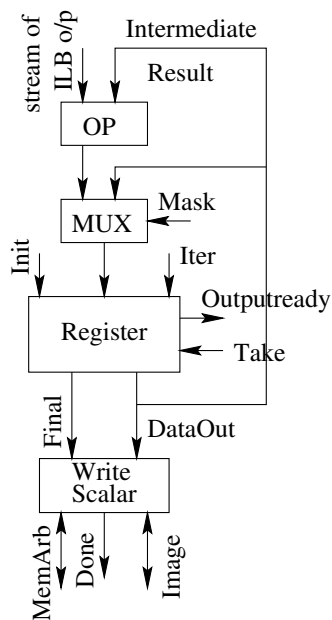 Intermediate
stream of
ILB o/p
Result
OP
MUX
Mask
Init
Iter
Outputready
Register
Take
Final
DataOut
Write
Scalar
MemArb
Done
Image